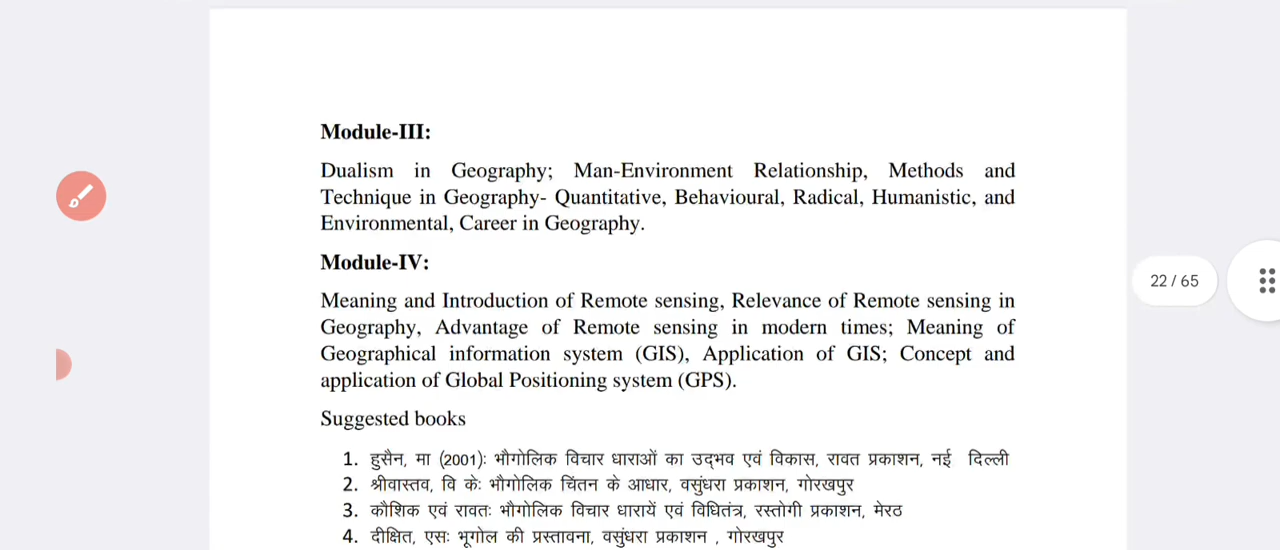 Module-III:
Dualism in Geography; Man-Environment Relationship, Methods and
Technique in Geography- Quantitative, Behavioural, Radical, Humanistic, and
Environmental, Career in Geography.
Module-IV:
Meaning and Introduction of Remote sensing, Relevance of Remote sensing in
Geography, Advantage of Remote sensing in modern times; Meaning of
Geographical information system (GIS), Application of GIS; Concept and
application of Global Positioning system (GPS).
22 / 65
Suggested books
1. हुसैन, मा (2001): भौगोलिक विचार धाराओं का उद्भव एवं विकास, रावत प्रकाशन, नई दिल्ली
2. श्रीवास्तव, वि के: भौगोलिक चिंतन के आधार, वसुंधरा प्रकाशन, गोरखपुर
3. कौशिक एवं रावत: भौगोलिक विचार धारायें एवं विधितंत्र, रस्तोगी प्रकाशन, मेरठ
4. दीक्षित, एस: भूगोल की प्रस्तावना, वसुंधरा प्रकाशन , गोरखपुर